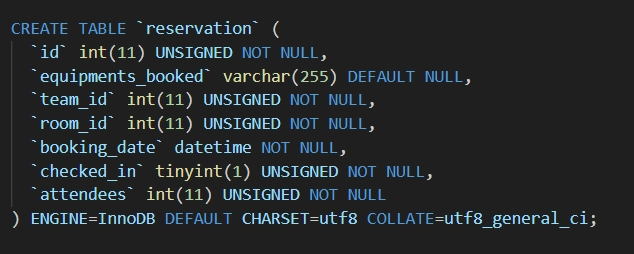 CREATE TABLE `reservation` (
`id` int(11) UNSIGNED NOT NULL,
`equipments_booked` varchar(255) DEFAULT NULL,
`team_id` int(11) UNSIGNED NOT NULL,
`room_id` int(11) UNSIGNED NOT NULL,
`booking_date` datetime NOT NULL,
`checked_in` tinyint(1) UNSIGNED NOT NULL,
`attendees` int(11) UNSIGNED NOT NULL
) ENGINE=InnoDB DEFAULT CHARSET=utf8 COLLATE=utf8_general_ci;